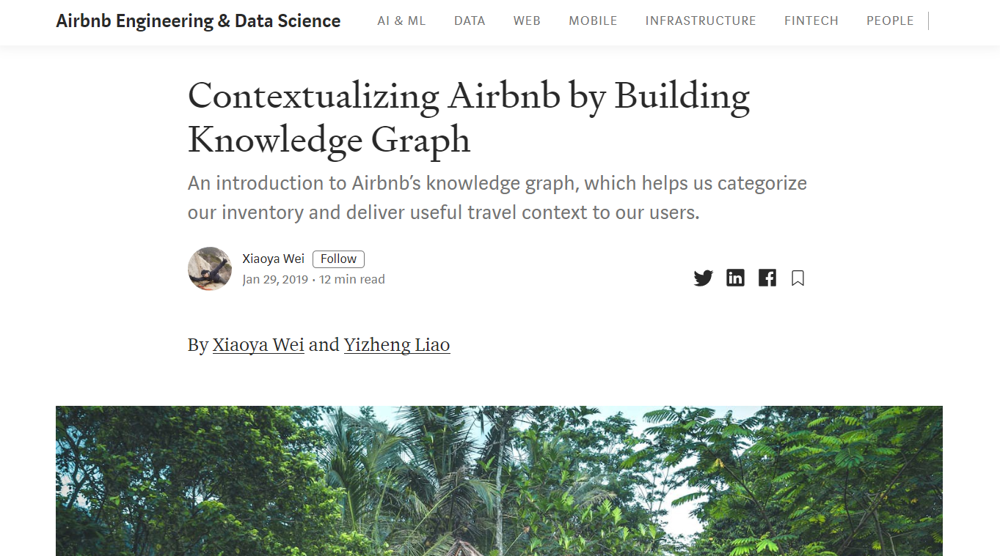 Airbnb Engineering & Data Science AI & ML DATA WEB MOBILE INFRASTRUCTURE FINTECH PEOPLE
Contextualizing Airbnb by Building
Knowledge Graph
An introduction to Airbnb’s knowledge graph, which helps us categorize
our inventory and deliver useful travel context to our users.
Xiaoya Wei Follow
Jan 29, 2019 · 12 min read
By Xiaoya Wei and Yizheng Liao